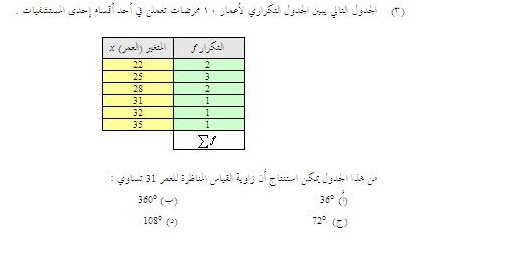 (٣) الجدول التالي يبين الجدول التكراري لأعمار ١٠ ممرضات تعملن في أحد أقسام إحدى المستشفيات .
المتغير (العمر) x التكرار f
22 2
25 3
28 2
31 1
32 1
35 1
∑f
من هذا الجدول يمكن استنتاج أن زاوية القياس المناظرة للعمر 31 تساوي :
(أ) 36° (ب) 360°
(ج) 72° (د) 108°